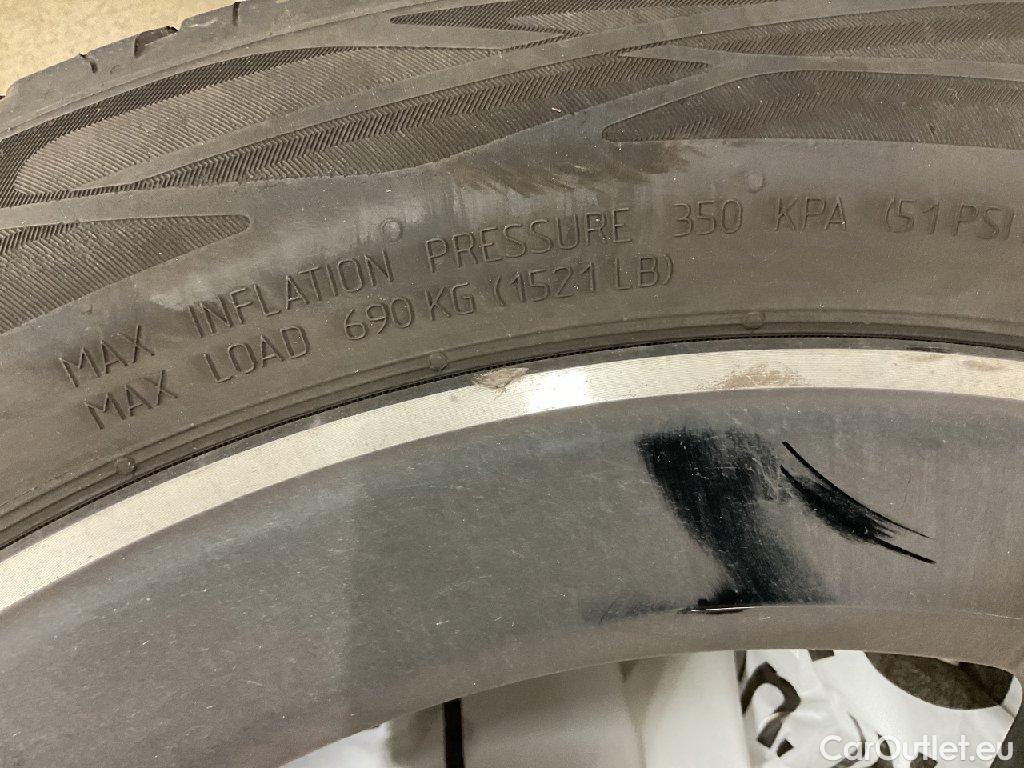 MAX INFLATION PRESSURE 350 KPA (51 PSI
MAX LOAD 690 KG (1521 LB)
CarOutlet.eu